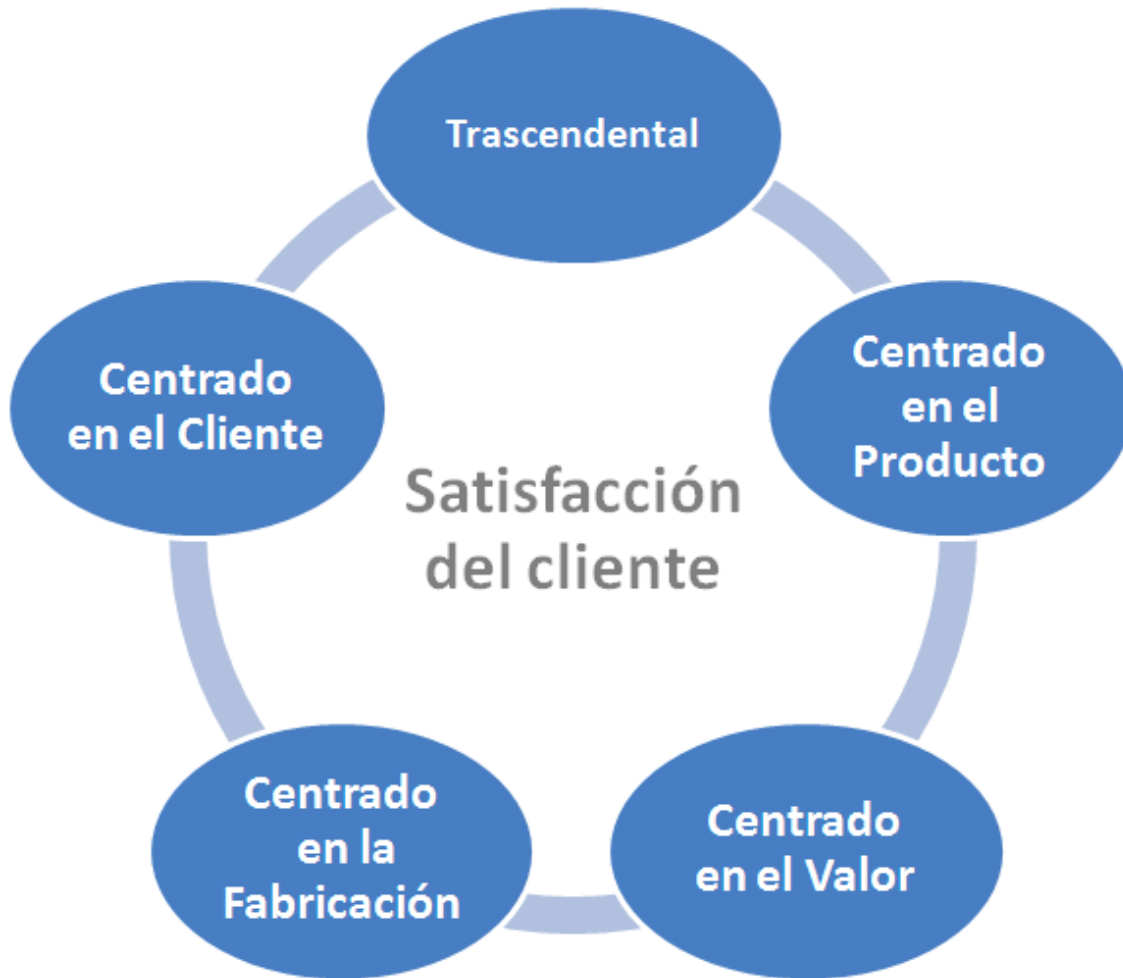 Trascendental
Centrado
en el
Producto
Centrado
en el Valor
Centrado
en la
Fabricación
Centrado
en el Cliente
Satisfacción
del cliente